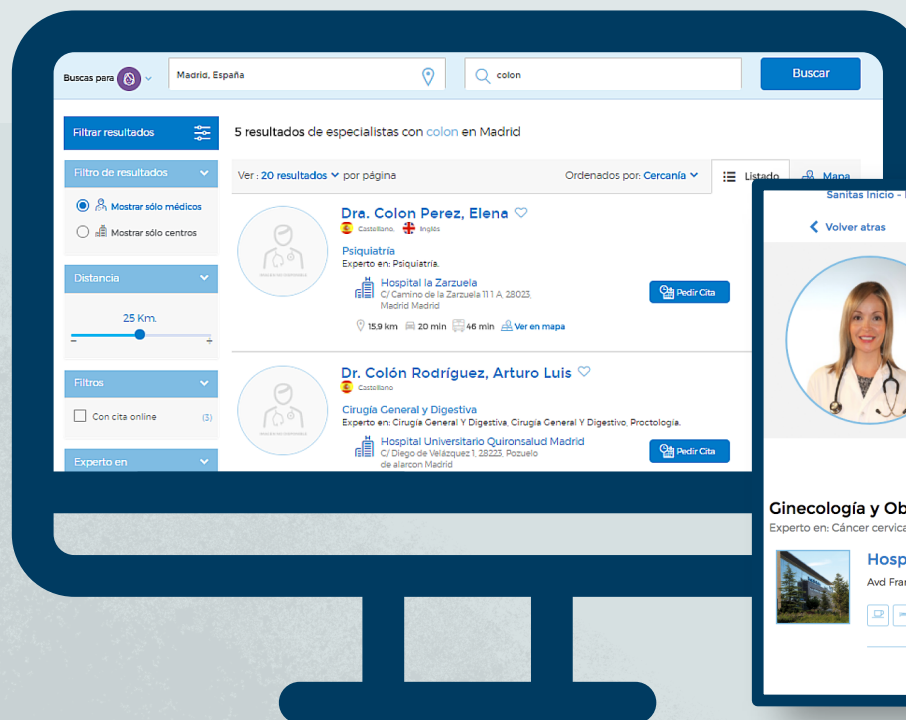 Buscas para
Madrid, España
colon
Buscar
Filtrar resultados
5 resultados de especialistas con colon en Madrid
Filtro de resultados
Ver : 20 resultados por página
Ordenados por: Cercanía
Listado
Mapa
Mostrar sólo médicos
Mostrar sólo centros
Distancia
25 Km.
Filtros
Con cita online (3)
Experto en
Dra. Colon Perez, Elena
Castellano, Inglés
Psiquiatría
Experto en: Psiquiatría.
Hospital la Zarzuela
C/ Camino de la Zarzuela 11 1 A, 28023,
Madrid Madrid
Pedir Cita
15,9 km 20 min 46 min Ver en mapa
Dr. Colón Rodríguez, Arturo Luis
Castellano
Cirugía General y Digestiva
Experto en: Cirugía General Y Digestiva, Cirugía General Y Digestivo, Proctología.
Hospital Universitario Quironsalud Madrid
C/ Diego de Velázquez 1, 28223, Pozuelo
de alarcon Madrid
Pedir Cita
Sanitas Inicio -
Volver atras
Ginecología y Ob
Experto en: Cáncer cervica
Hosp
Avd Fran